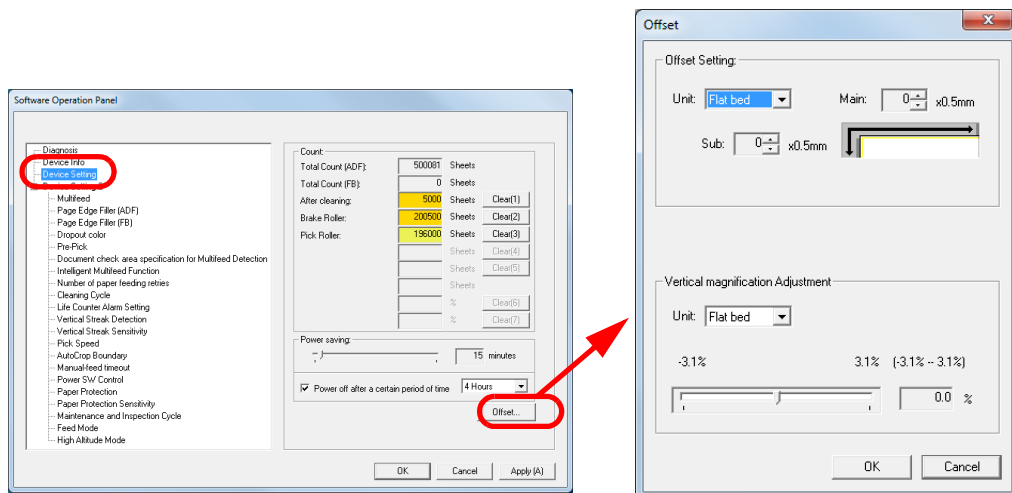 Software Operation Panel
Diagnosis
Device Info
Device Setting
Device Setting 2
Multifeed
Page Edge Filler (ADF)
Page Edge Filler (FB)
Dropout color
Pre-Pick
Document check area specification for Multifeed Detection
Intelligent Multifeed Function
Number of paper feeding retries
Cleaning Cycle
Life Counter Alarm Setting
Vertical Streak Detection
Vertical Streak Sensitivity
Pick Speed
AutoCrop Boundary
Manual-feed timeout
Power SW Control
Paper Protection
Paper Protection Sensitivity
Maintenance and Inspection Cycle
Feed Mode
High Altitude Mode
Count:
Total Count (ADF): 500081 Sheets
Total Count (FB): 0 Sheets
After cleaning: 5000 Sheets Clear(1)
Brake Roller: 200500 Sheets Clear(2)
Pick Roller: 196000 Sheets Clear(3)
Sheets Clear(4)
Sheets Clear(5)
Sheets
% Clear(6)
% Clear(7)
Power saving:
15 minutes
Power off after a certain period of time 4 Hours
Offset...
OK Cancel Apply (A)
Offset
Offset Setting:
Unit: Flat bed Main: 0 x0.5mm
Sub: 0 x0.5mm
Vertical magnification Adjustment
Unit: Flat bed
-3.1% 3.1% (-3.1% -- 3.1%)
0.0 %
OK Cancel